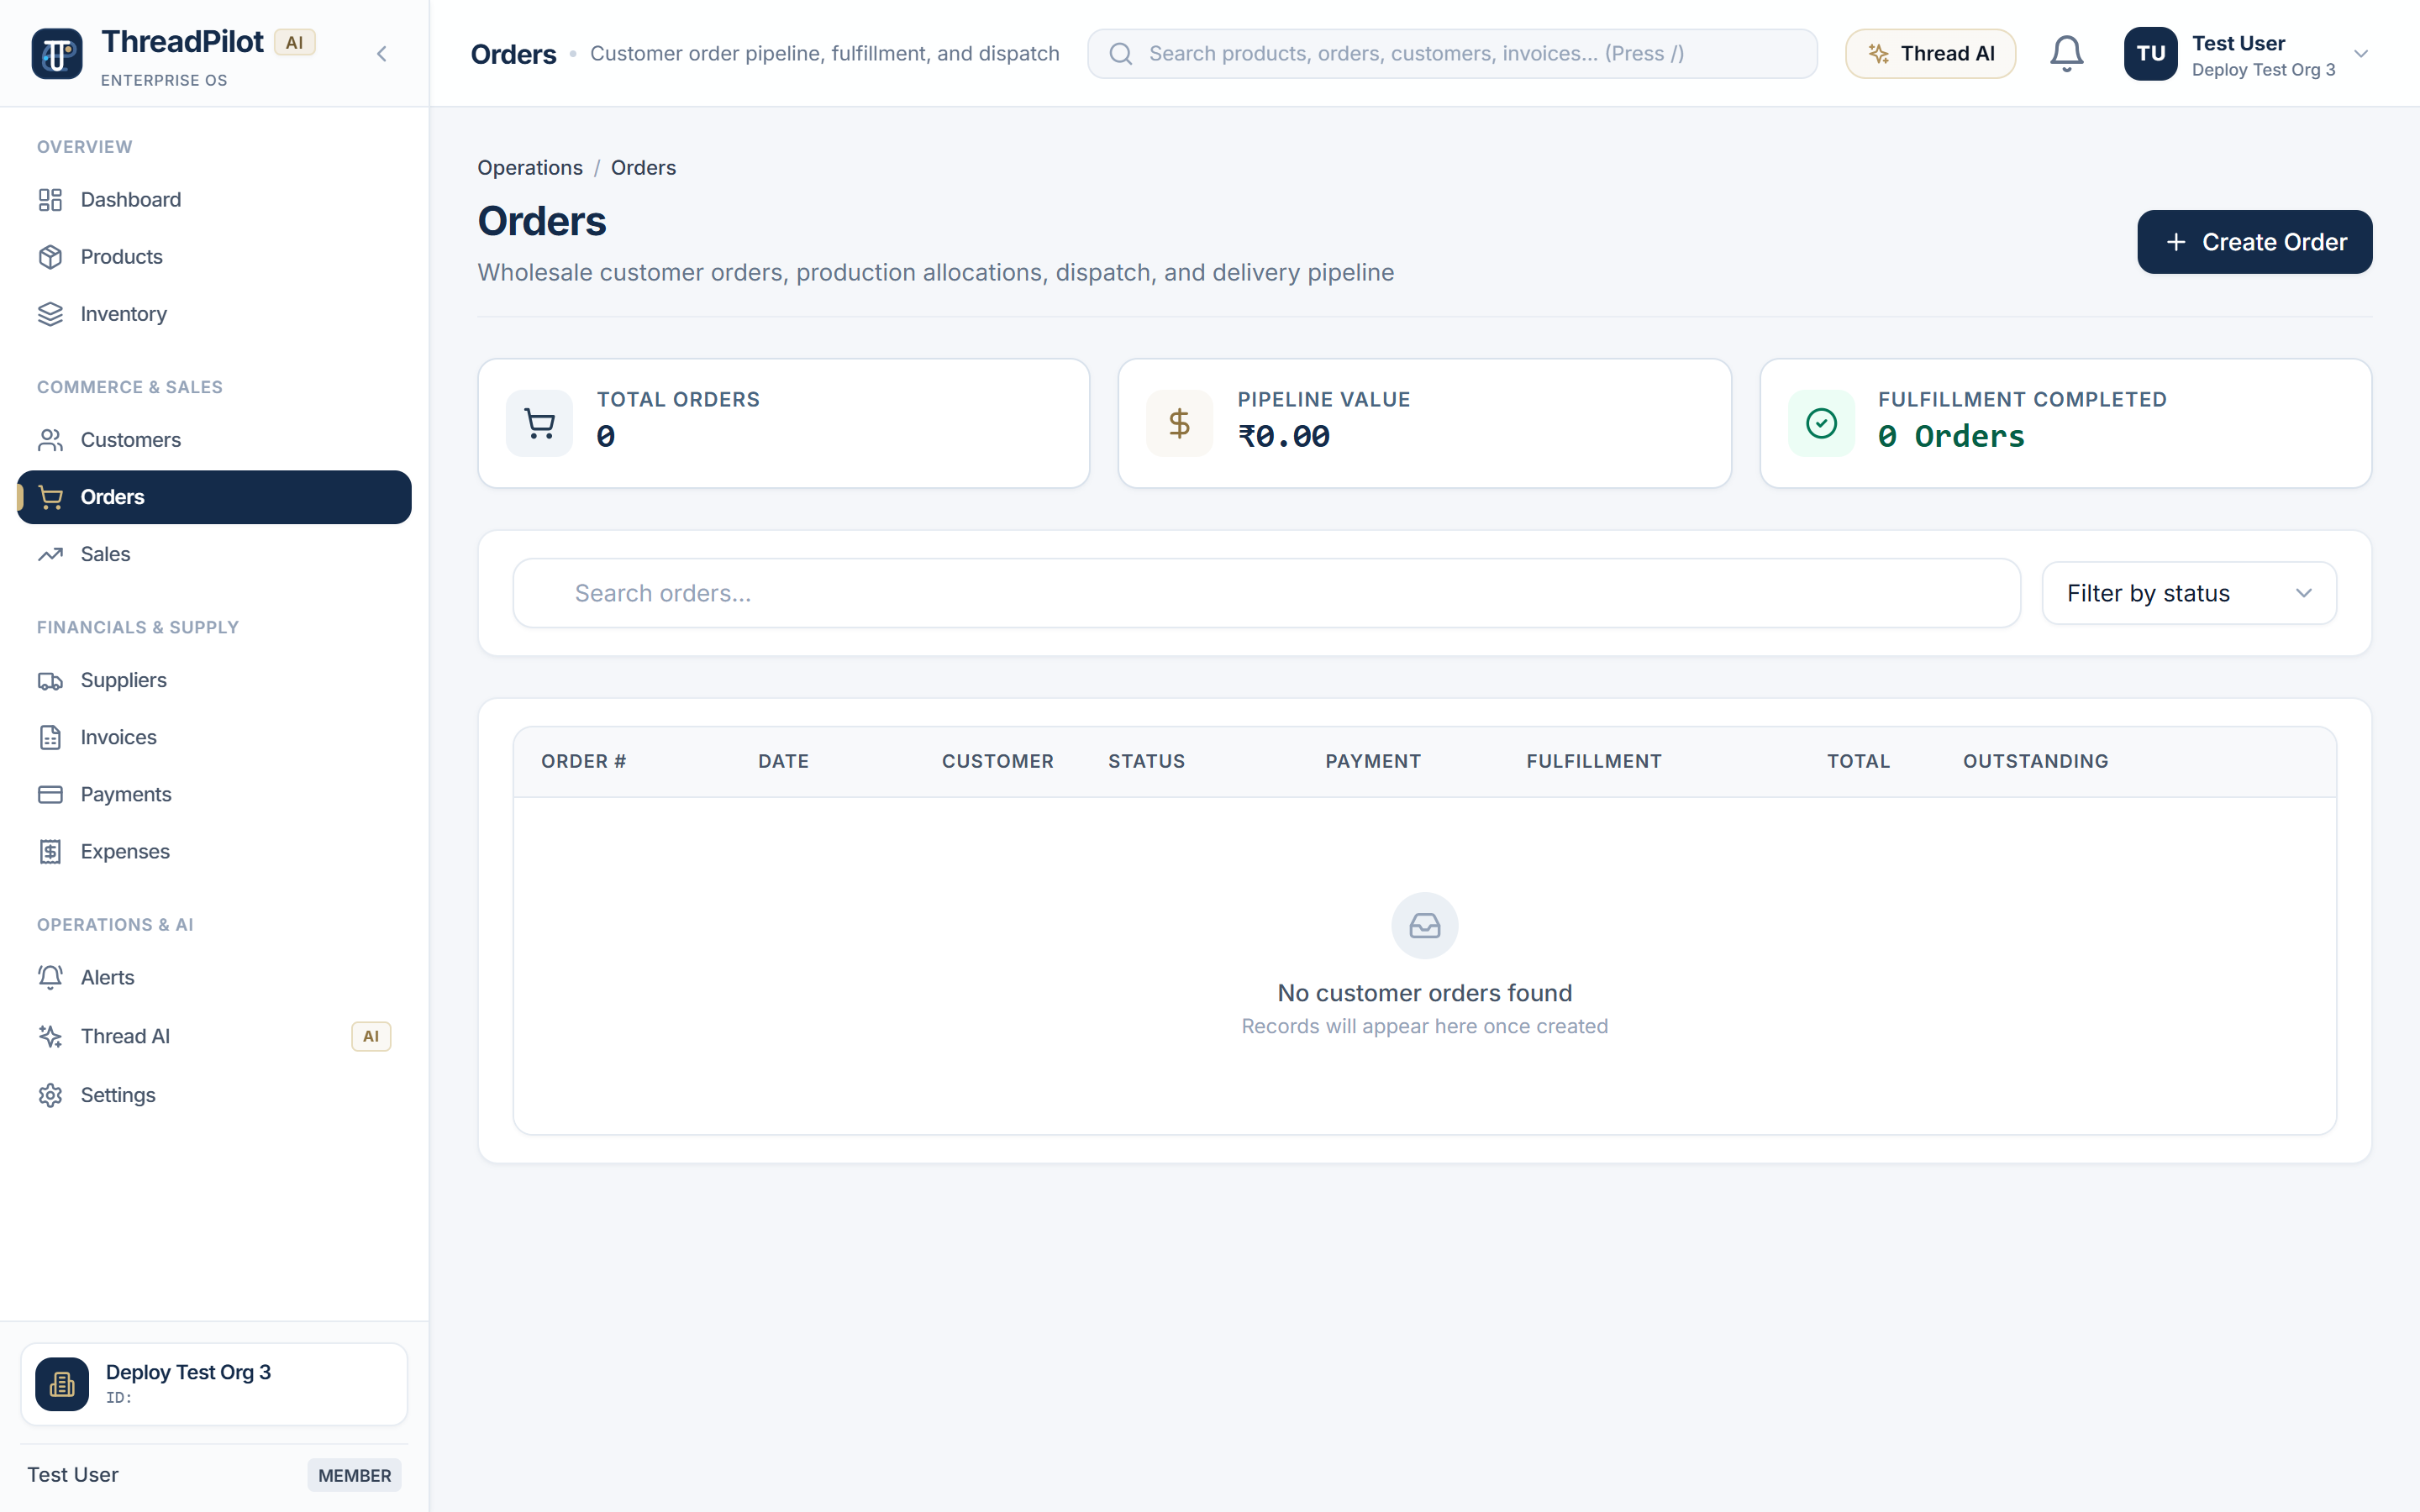 ThreadPilot AI
ENTERPRISE OS
OVERVIEW
Dashboard
Products
Inventory
COMMERCE & SALES
Customers
Orders
Sales
FINANCIALS & SUPPLY
Suppliers
Invoices
Payments
Expenses
OPERATIONS & AI
Alerts
Thread AI AI
Settings
Deploy Test Org 3
ID:
Test User MEMBER
Orders • Customer order pipeline, fulfillment, and dispatch
Search products, orders, customers, invoices... (Press /)
Thread AI
TU
Test User
Deploy Test Org 3
Operations / Orders
Orders
Wholesale customer orders, production allocations, dispatch, and delivery pipeline
+ Create Order
TOTAL ORDERS
0
PIPELINE VALUE
₹0.00
FULFILLMENT COMPLETED
0 Orders
Search orders...
Filter by status
ORDER # DATE CUSTOMER STATUS PAYMENT FULFILLMENT TOTAL OUTSTANDING
No customer orders found
Records will appear here once created